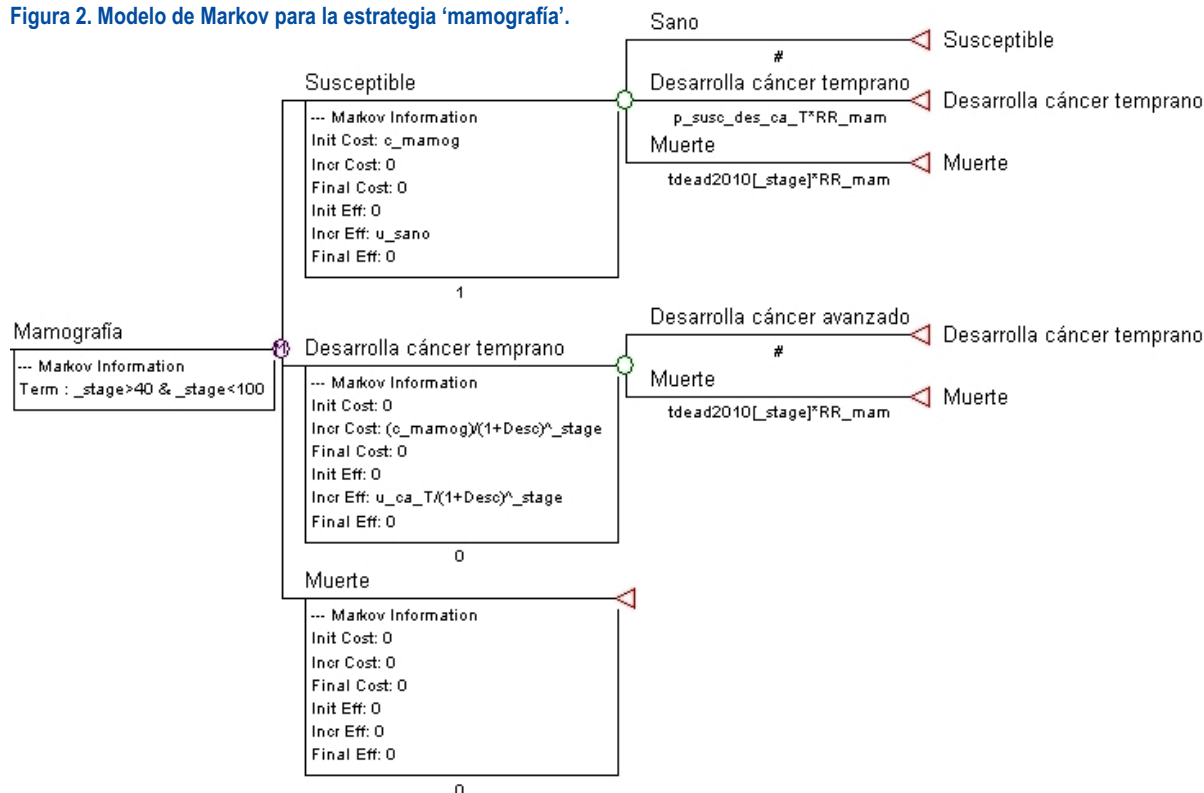 Figura 2. Modelo de Markov para la estrategia ‘mamografía’.
Mamografía
--- Markov Information
Term : _stage>40 & _stage<100
M
Susceptible
--- Markov Information
Init Cost: c_mamog
Incr Cost: 0
Final Cost: 0
Init Eff: 0
Incr Eff: u_sano
Final Eff: 0
1
Sano
#
Susceptible
Desarrolla cáncer temprano
p_susc_des_ca_T*RR_mam
Desarrolla cáncer temprano
Muerte
tdead2010[_stage]*RR_mam
Muerte
Desarrolla cáncer temprano
--- Markov Information
Init Cost: 0
Incr Cost: (c_mamog)/(1+Desc)^_stage
Final Cost: 0
Init Eff: 0
Incr Eff: u_ca_T/(1+Desc)^_stage
Final Eff: 0
0
Desarrolla cáncer avanzado
#
Desarrolla cáncer temprano
Muerte
tdead2010[_stage]*RR_mam
Muerte
Muerte
--- Markov Information
Init Cost: 0
Incr Cost: 0
Final Cost: 0
Init Eff: 0
Incr Eff: 0
Final Eff: 0
0